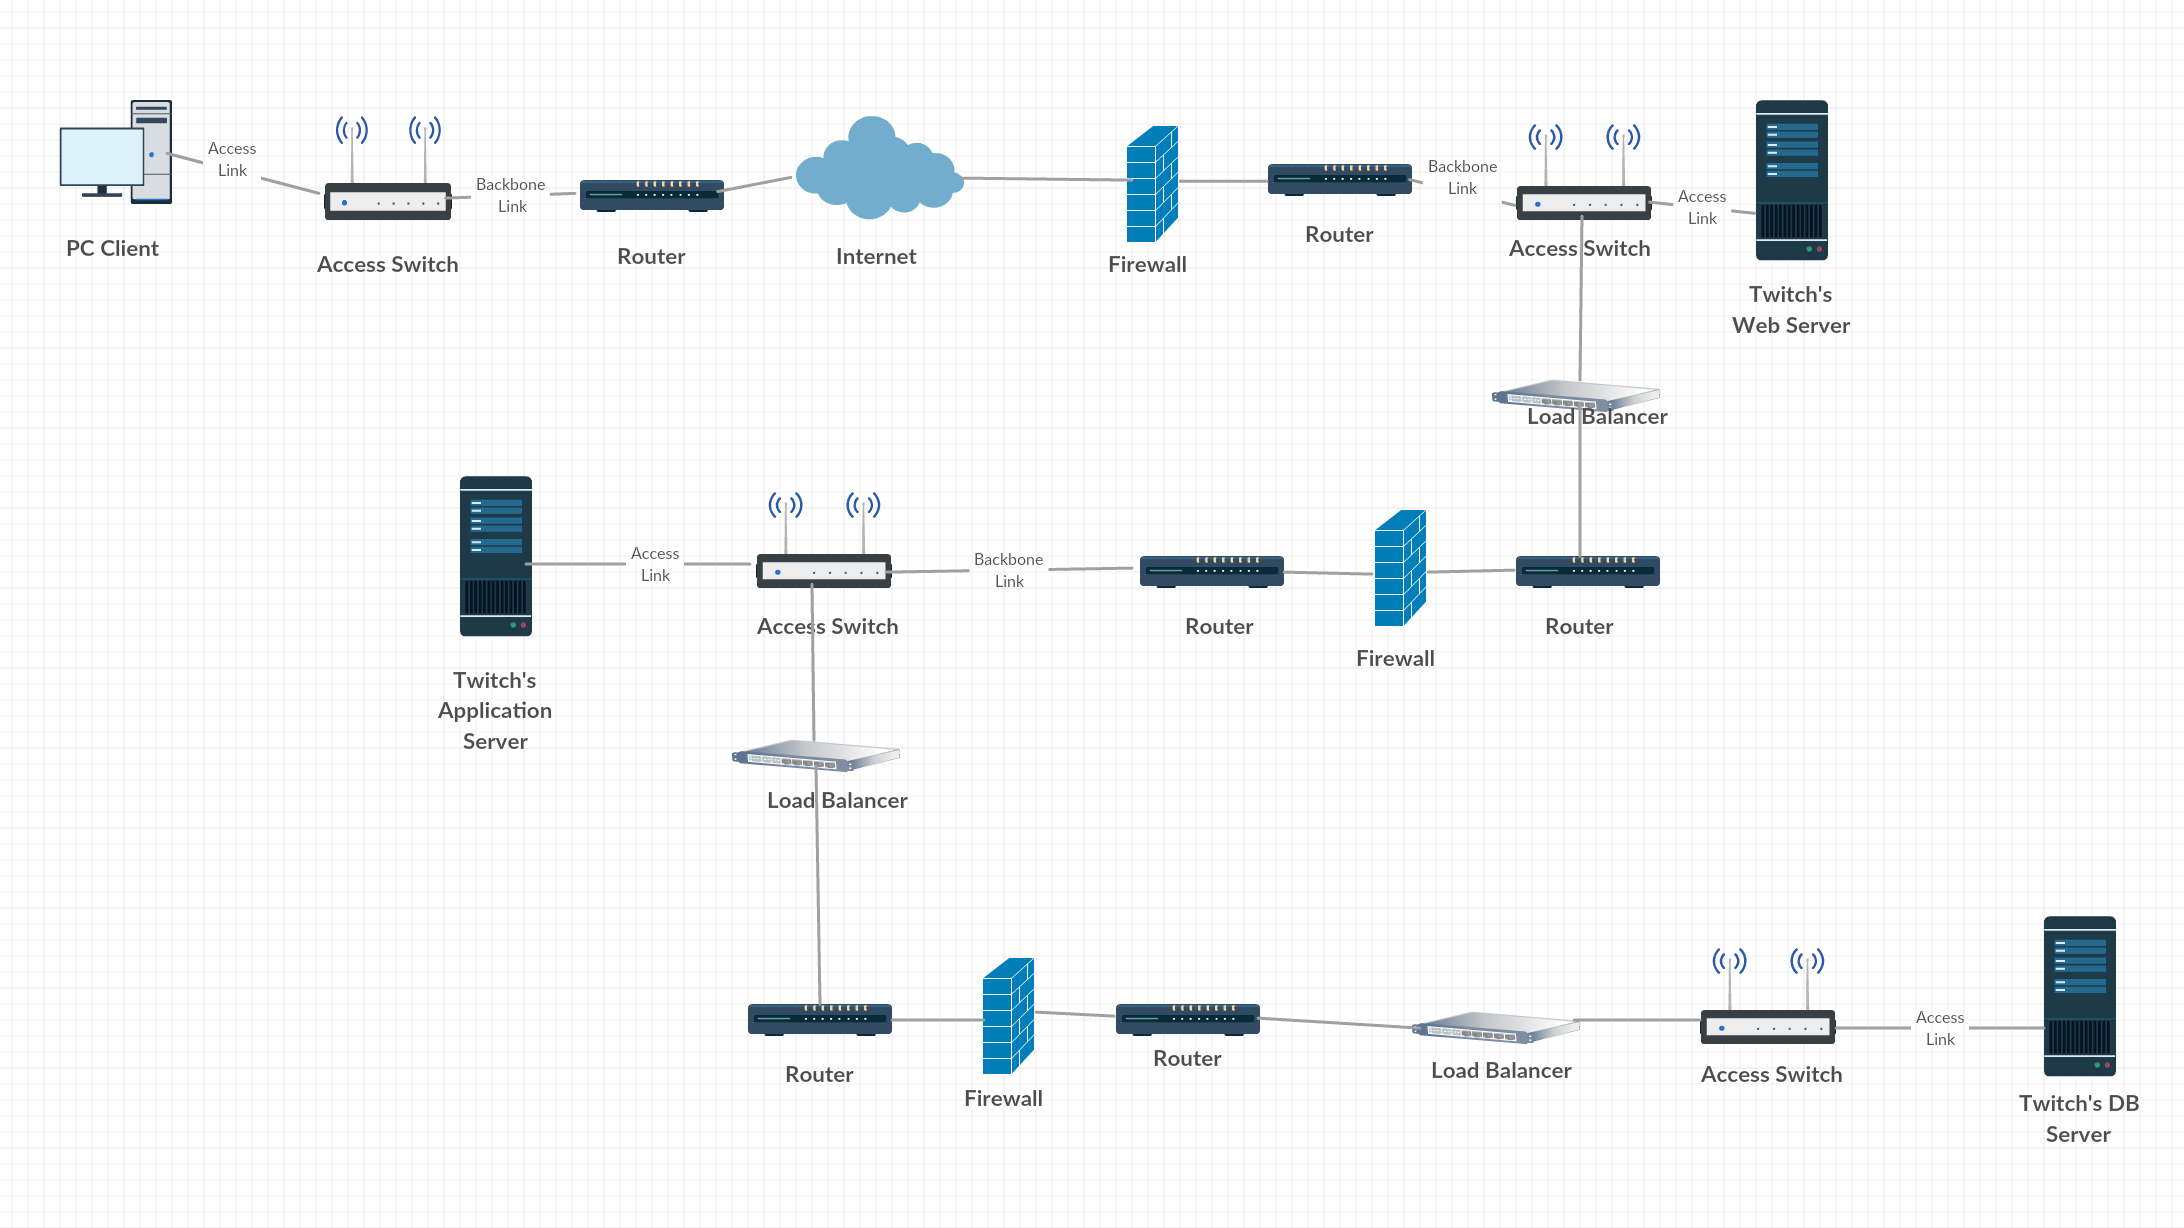 Access
Link
PC Client
Access Switch
Backbone
Link
Router
Internet
Firewall
Router
Backbone
Link
Access Switch
Access
Link
Twitch's
Web Server
Load Balancer
Twitch's
Application
Server
Access
Link
Access Switch
Backbone
Link
Router
Firewall
Router
Load Balancer
Router
Firewall
Router
Load Balancer
Access Switch
Access
Link
Twitch's DB
Server